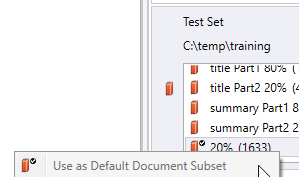 Test Set
C:\temp\training
title Part1 80%
title Part2 20% (4
summary Part1 8
summary Part2 2
20% (1633)
Use as Default Document Subset